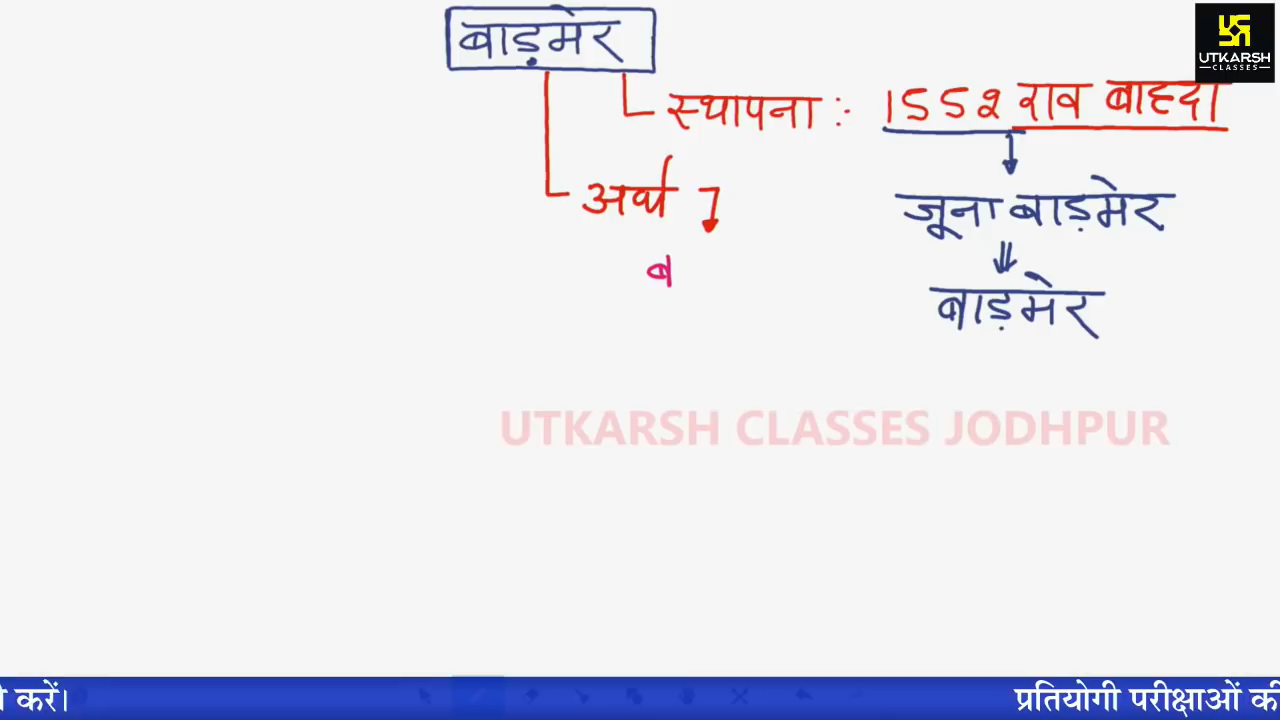 बाड़मेर
UTKARSH
CLASSES
स्थापना :- 1552 राव बाहदा
अर्थ
जूना बाड़मेर
ब
बाड़मेर
UTKARSH CLASSES JODHPUR
ी करें। प्रतियोगी परीक्षाओं की